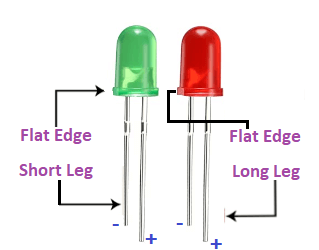 Flat Edge
Flat Edge
Short Leg
Long Leg
- +
- +